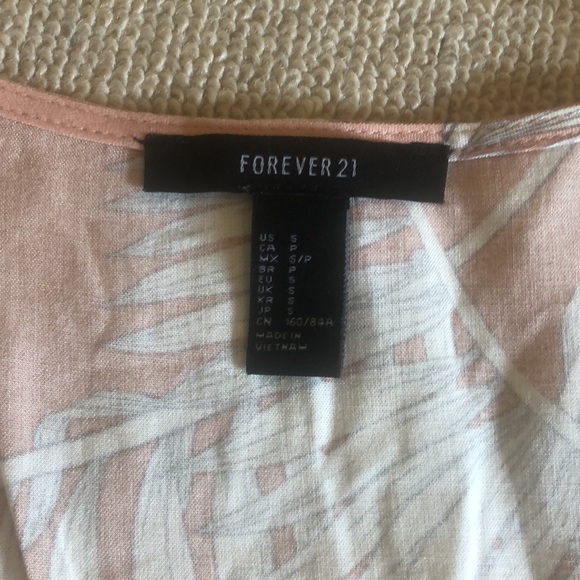 FOREVER 21
US S
CA P
MX S/P
BR P
EU S
UK S
KR S
JP S
CN 160/84A
MADE IN
VIETNAM